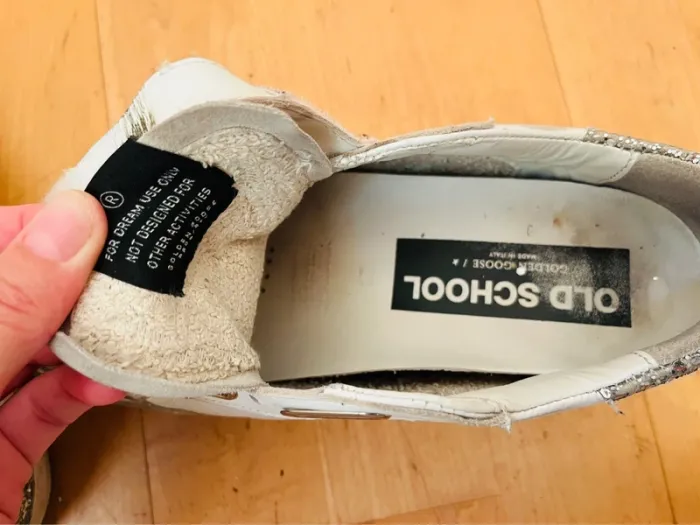 ®
FOR DREAM USE ONLY
NOT DESIGNED FOR
OTHER ACTIVITIES
GOLDEN GOOSE
OLD SCHOOL
GOLDEN GOOSE / ★
MADE IN ITALY